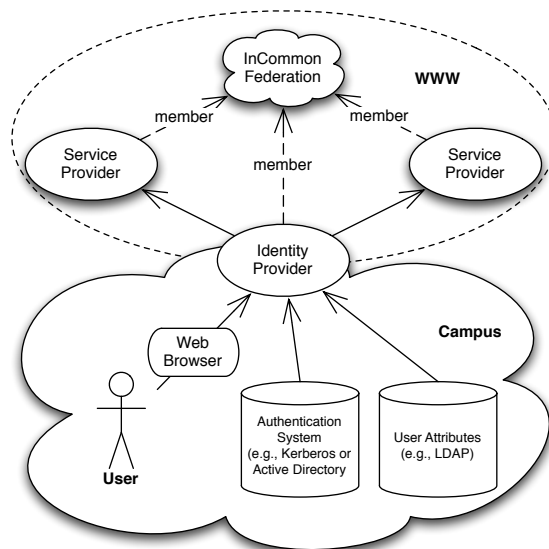 InCommon
Federation
WWW
member
member
member
Service
Provider
Service
Provider
Identity
Provider
Campus
Web
Browser
Authentication
System
(e.g., Kerberos or
Active Directory
User Attributes
(e.g., LDAP)
User